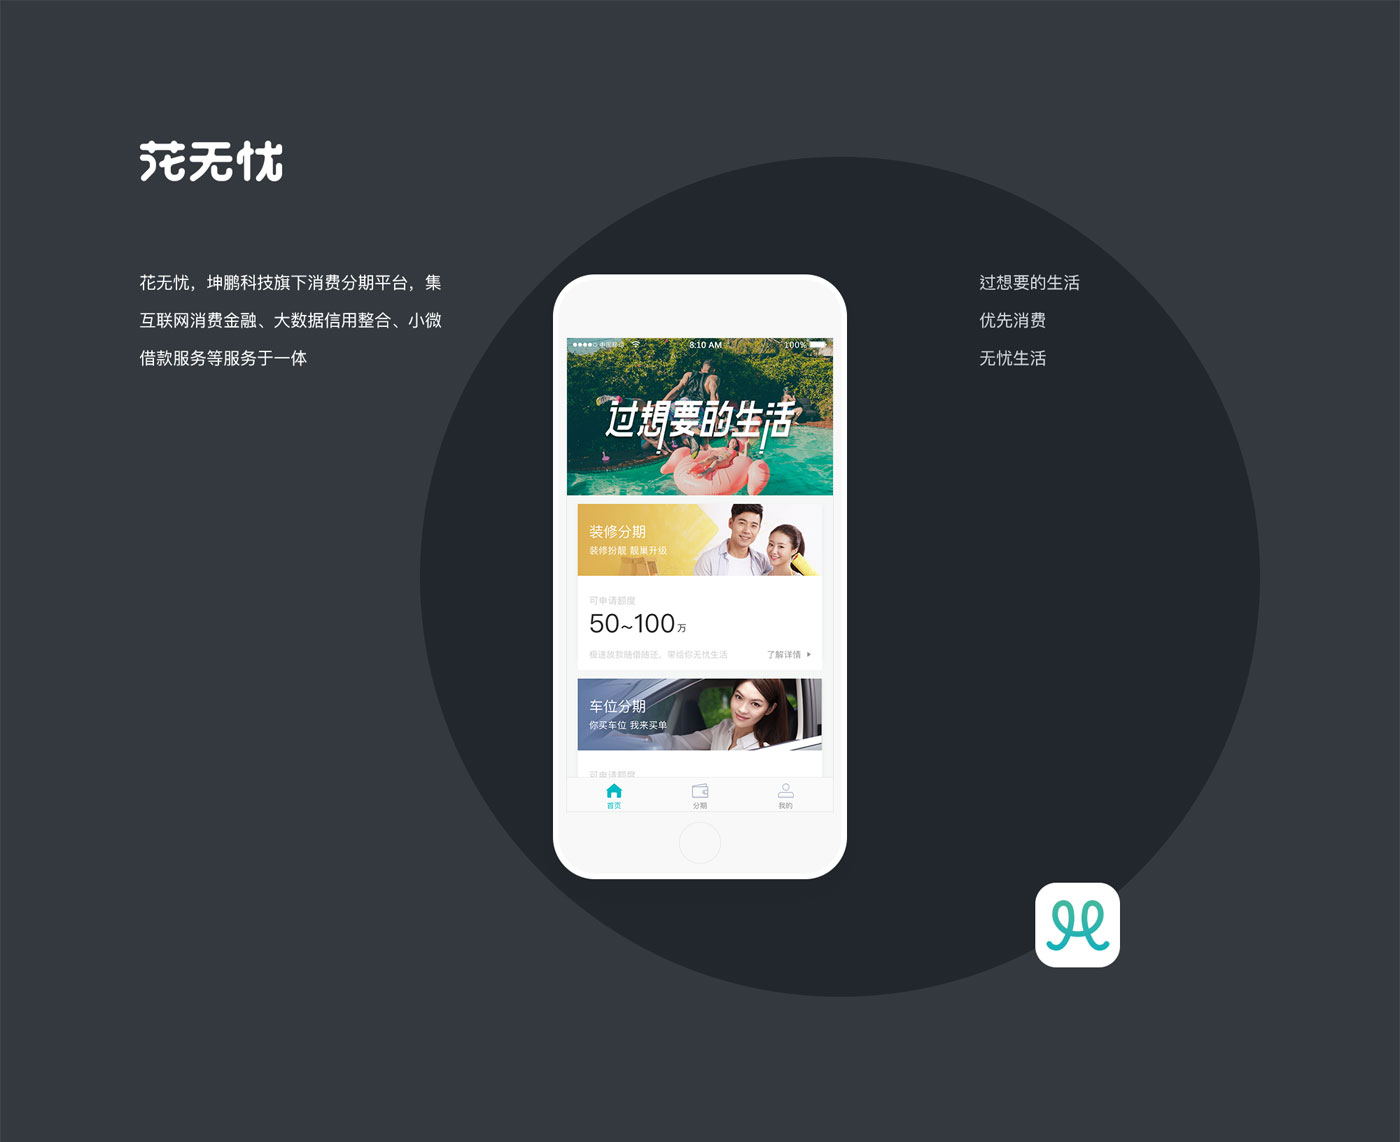 花无忧
花无忧，坤鹏科技旗下消费分期平台，集
互联网消费金融、大数据信用整合、小微
借款服务等服务于一体
过想要的生活
优先消费
无忧生活
中国移动
8:10 AM
100%
过想要的生活
装修分期
装修扮靓 靓巢升级
可申请额度
50~100万
极速放款随借随还，带给你无忧生活
了解详情
车位分期
你买车位 我来买单
可申请额度
首页
分期
我的